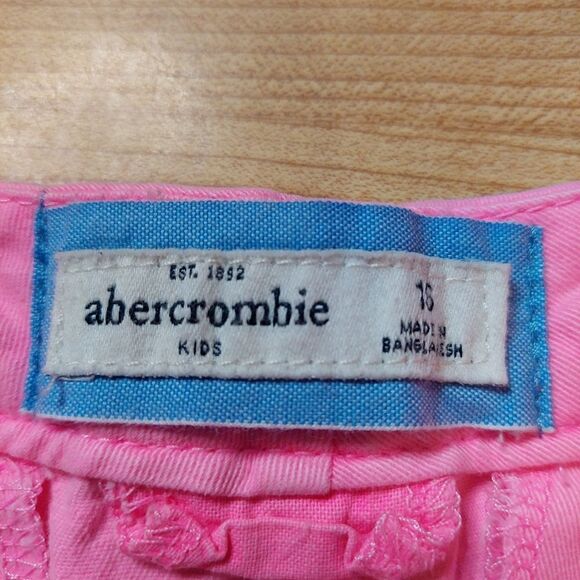 EST. 1892
abercrombie
KIDS
16
MADE IN
BANGLADESH